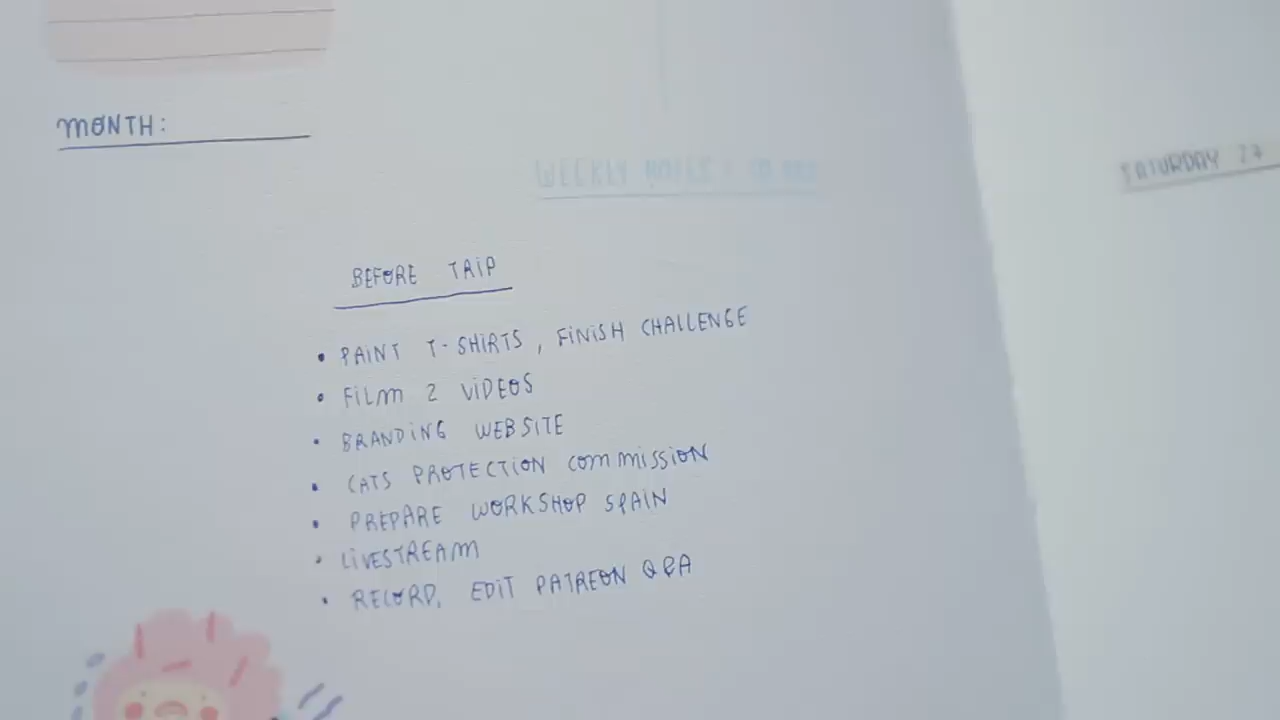 MONTH:
WEEKLY
SATURDAY 27
BEFORE TRIP
• PAINT T-SHIRTS, FINISH CHALLENGE
• FILM 2 VIDEOS
• BRANDING WEBSITE
• CATS PROTECTION COMMISSION
• PREPARE WORKSHOP SPAIN
• LIVESTREAM
• RECORD, EDIT PATREON Q&A